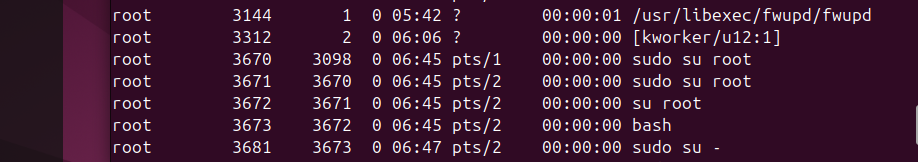 root 3144 1 0 05:42 ? 00:00:01 /usr/libexec/fwupd/fwupd
root 3312 2 0 06:06 ? 00:00:00 [kworker/u12:1]
root 3670 3098 0 06:45 pts/1 00:00:00 sudo su root
root 3671 3670 0 06:45 pts/2 00:00:00 sudo su root
root 3672 3671 0 06:45 pts/2 00:00:00 su root
root 3673 3672 0 06:45 pts/2 00:00:00 bash
root 3681 3673 0 06:47 pts/2 00:00:00 sudo su -